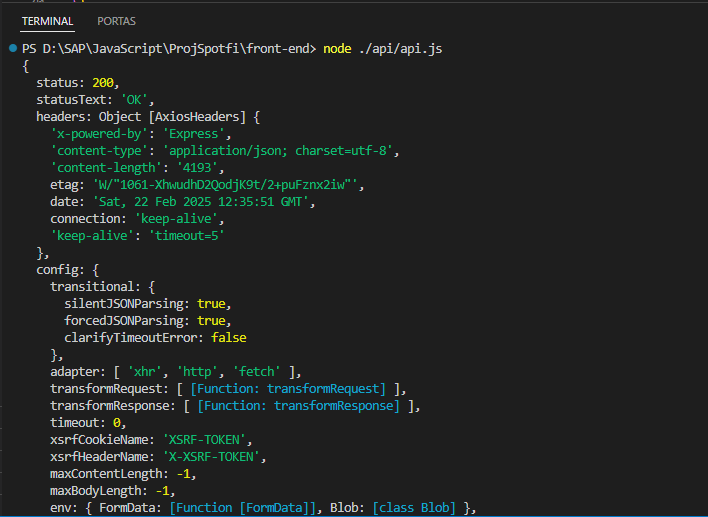 TERMINAL PORTAS
PS D:\SAP\JavaScript\ProjSpotfi\front-end> node ./api/api.js
{
  status: 200,
  statusText: 'OK',
  headers: Object [AxiosHeaders] {
    'x-powered-by': 'Express',
    'content-type': 'application/json; charset=utf-8',
    'content-length': '4193',
    etag: 'W/"1061-XhwudhD2QodjK9t/2+puFznx2iw"',
    date: 'Sat, 22 Feb 2025 12:35:51 GMT',
    connection: 'keep-alive',
    'keep-alive': 'timeout=5'
  },
  config: {
    transitional: {
      silentJSONParsing: true,
      forcedJSONParsing: true,
      clarifyTimeoutError: false
    },
    adapter: [ 'xhr', 'http', 'fetch' ],
    transformRequest: [ [Function: transformRequest] ],
    transformResponse: [ [Function: transformResponse] ],
    timeout: 0,
    xsrfCookieName: 'XSRF-TOKEN',
    xsrfHeaderName: 'X-XSRF-TOKEN',
    maxContentLength: -1,
    maxBodyLength: -1,
    env: { FormData: [Function [FormData]], Blob: [class Blob] },